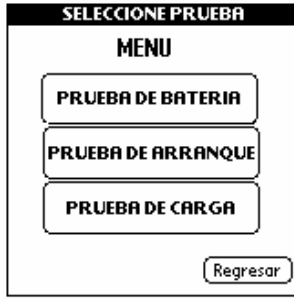 SELECCIONE PRUEBA
MENU
PRUEBA DE BATERIA
PRUEBA DE ARRANQUE
PRUEBA DE CARGA
Regresar